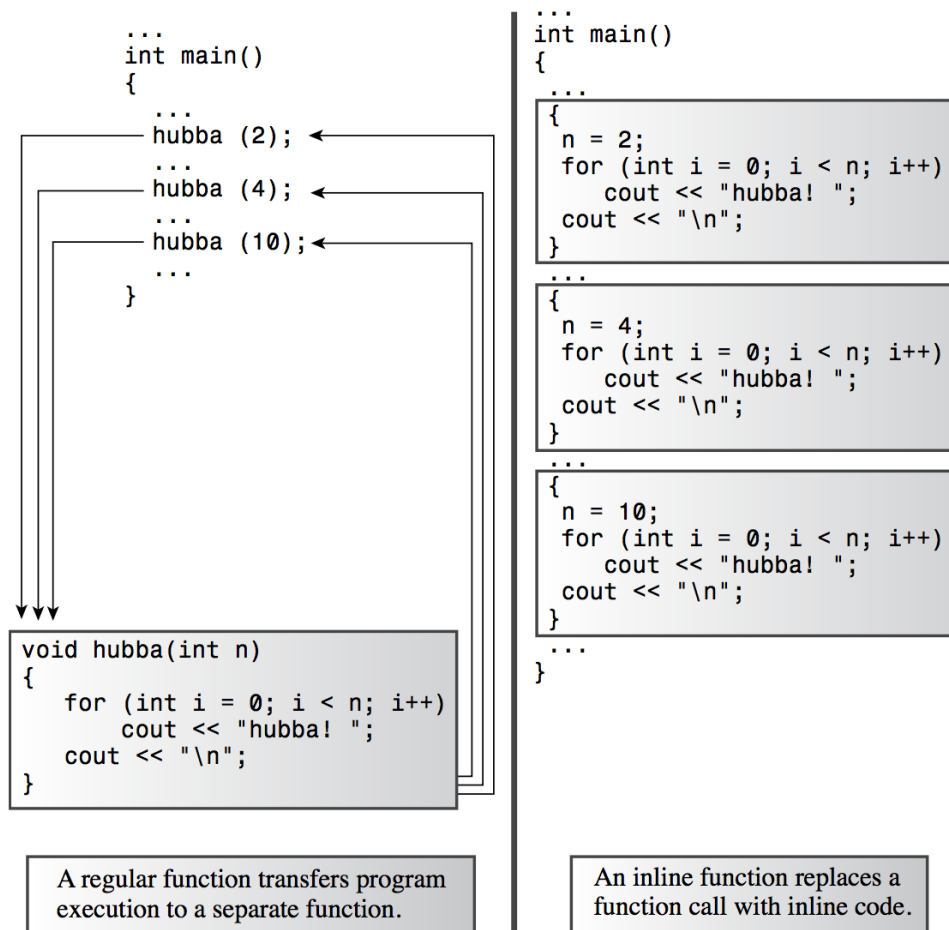 ...
int main()
{
...
hubba (2);
...
hubba (4);
...
hubba (10);
...
}
void hubba(int n)
{
for (int i = 0; i < n; i++)
cout << "hubba! ";
cout << "\n";
}
A regular function transfers program
execution to a separate function.
...
int main()
{
...
{
n = 2;
for (int i = 0; i < n; i++)
cout << "hubba! ";
cout << "\n";
}
...
{
n = 4;
for (int i = 0; i < n; i++)
cout << "hubba! ";
cout << "\n";
}
...
{
n = 10;
for (int i = 0; i < n; i++)
cout << "hubba! ";
cout << "\n";
}
...
}
An inline function replaces a
function call with inline code.